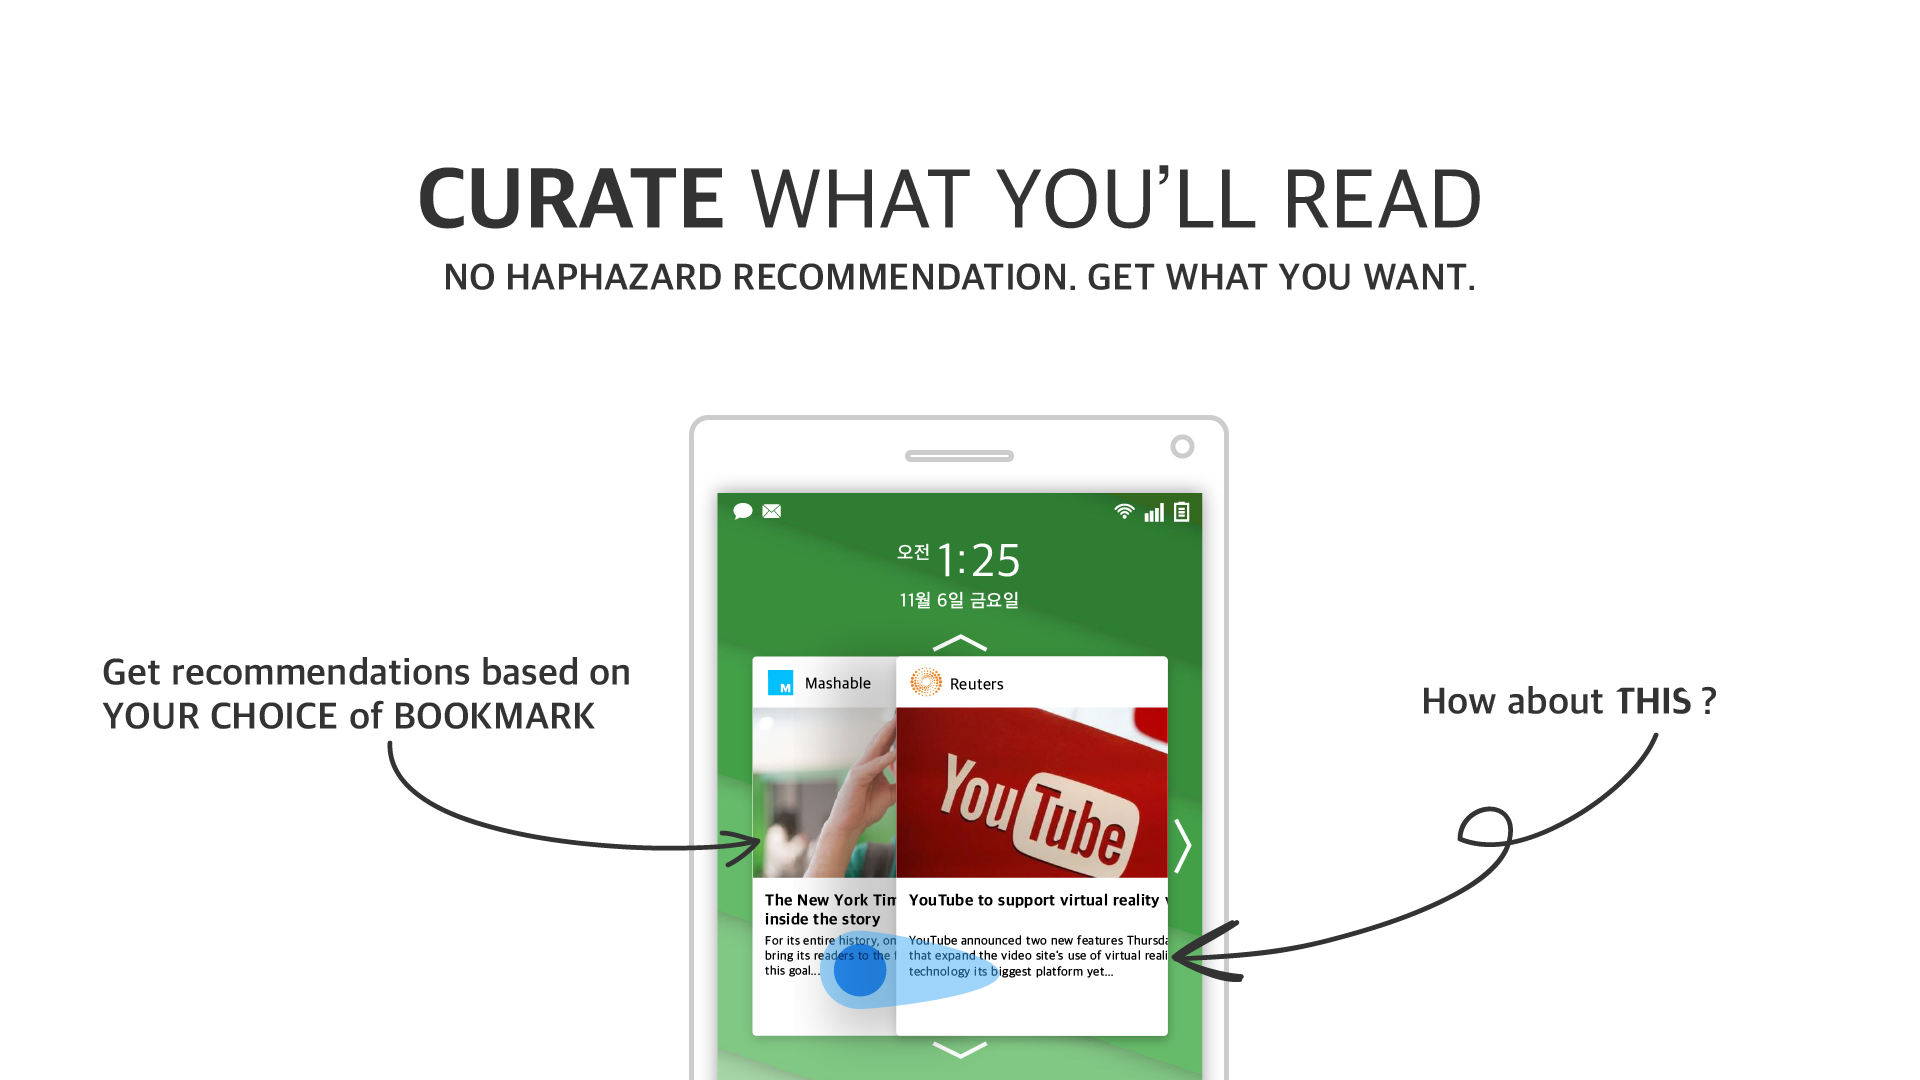 CURATE WHAT YOU'LL READ
NO HAPHAZARD RECOMMENDATION. GET WHAT YOU WANT.
오전 1:25
11월 6일 금요일
Get recommendations based on
YOUR CHOICE of BOOKMARK
How about THIS ?
M Mashable
The New York Tim
inside the story
For its entire history, on
bring its readers to the f
this goal...
Reuters
YouTube
YouTube to support virtual reality
YouTube announced two new features Thursda
that expand the video site's use of virtual reali
technology its biggest platform yet...